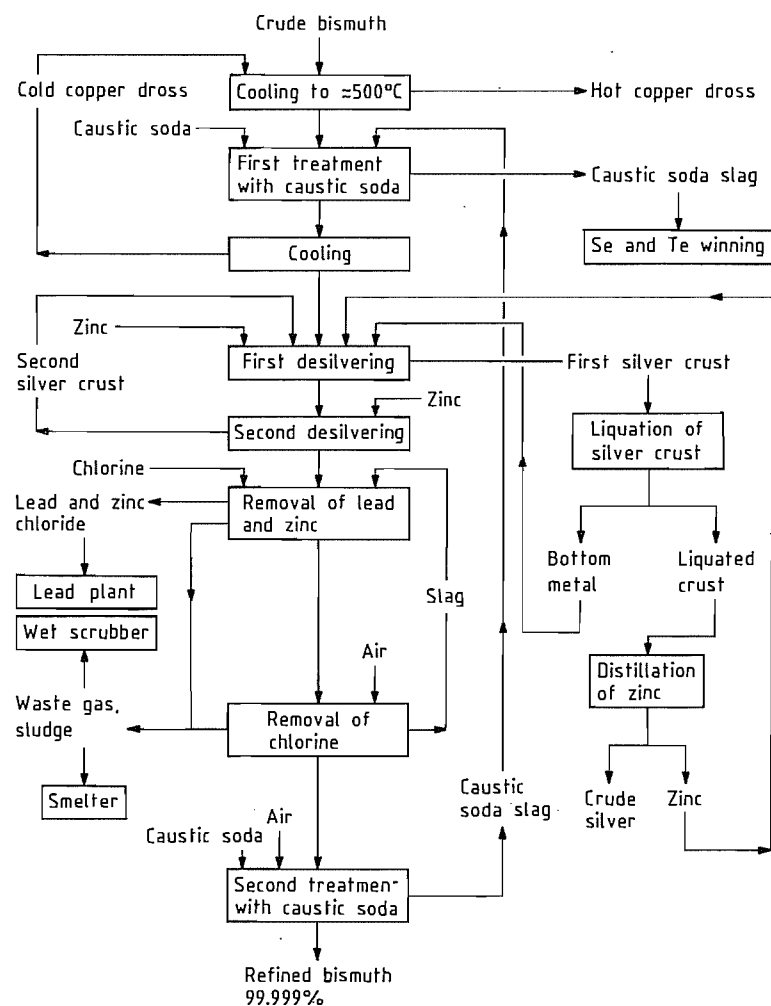 Crude bismuth
Cold copper dross
Cooling to ≈500°C
Hot copper dross
Caustic soda
First treatment
with caustic soda
Caustic soda slag
Cooling
Se and Te winning
Zinc
Second
silver crust
First desilvering
First silver crust
Zinc
Second desilvering
Liquation of
silver crust
Chlorine
Lead and zinc
chloride
Removal of lead
and zinc
Bottom
metal
Liquated
crust
Lead plant
Slag
Wet scrubber
Air
Distillation
of zinc
Waste gas,
sludge
Removal of
chlorine
Smelter
Caustic
soda slag
Crude
silver
Zinc
Air
Caustic soda
Second treatment
with caustic soda
Refined bismuth
99.999%